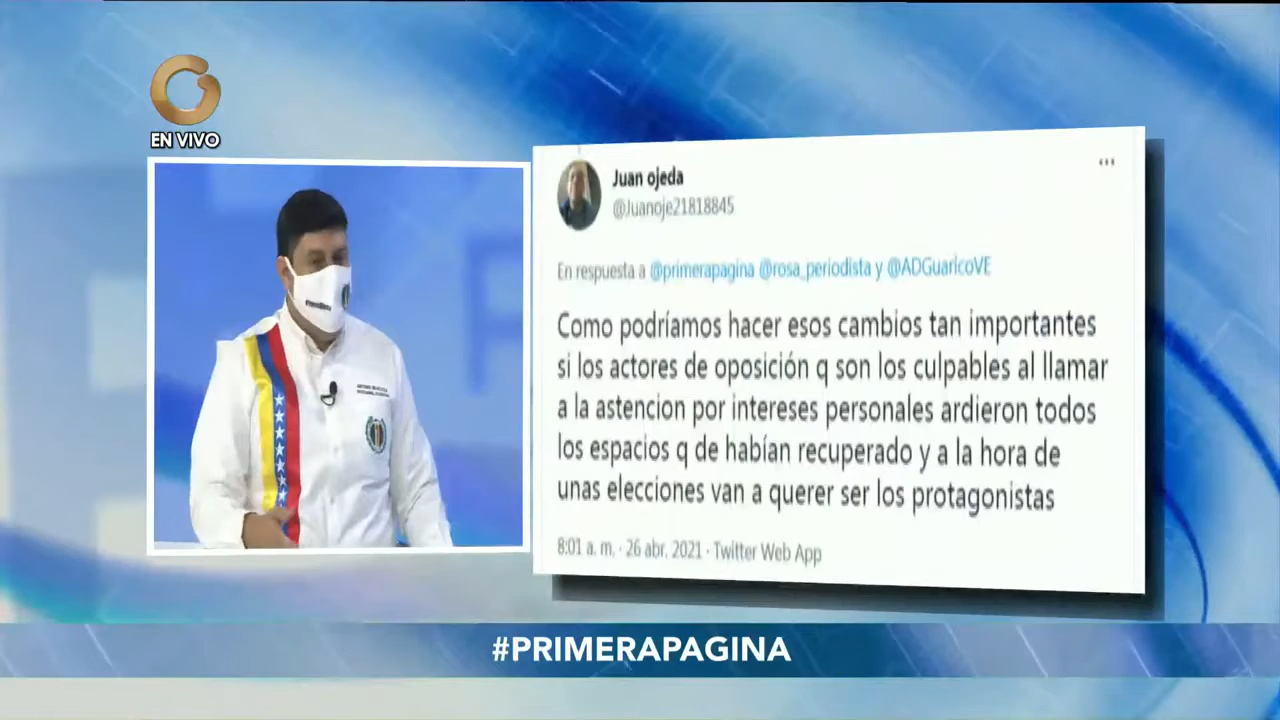 EN VIVO
Juan ojeda
@Juanoje21818845
En respuesta a @primerapagina @rosa_periodista y @ADGuaricoVE
Como podríamos hacer esos cambios tan importantes
si los actores de oposición q son los culpables al llamar
a la astencion por intereses personales ardieron todos
los espacios q de habían recuperado y a la hora de
unas elecciones van a querer ser los protagonistas
8:01 a. m. · 26 abr. 2021 · Twitter Web App
#PRIMERAPAGINA